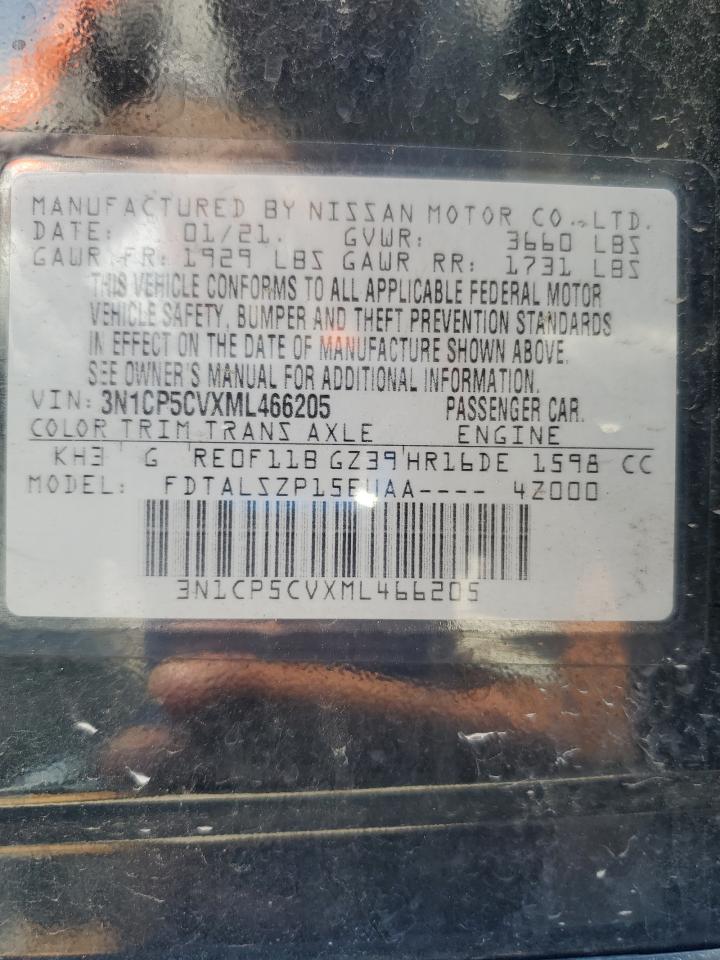 MANUFACTURED BY NISSAN MOTOR CO., LTD.
DATE: 01/21. GVWR: 3660 LBS
GAWR FR: 1929 LBS GAWR RR: 1731 LBS
THIS VEHICLE CONFORMS TO ALL APPLICABLE FEDERAL MOTOR
VEHICLE SAFETY, BUMPER AND THEFT PREVENTION STANDARDS
IN EFFECT ON THE DATE OF MANUFACTURE SHOWN ABOVE.
SEE OWNER'S MANUAL FOR ADDITIONAL INFORMATION.
VIN: 3N1CP5CVXML466205 PASSENGER CAR.
COLOR TRIM TRANS AXLE ENGINE
KH3 G RE0F11B GZ39 HR16DE 1598 CC
MODEL: FDTALSZP15EUAA---- 4Z000
3N1CP5CVXML466205